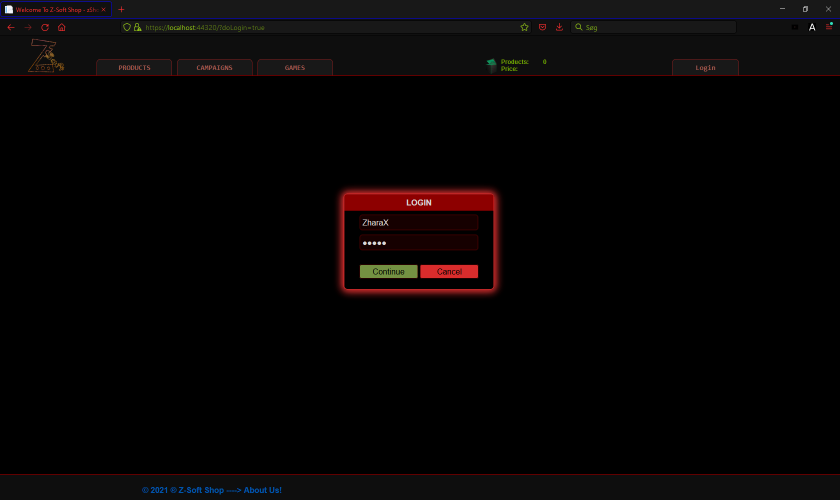 Welcome To Z-Soft Shop - zSh
https://localhost:44320/?doLogin=true
Søg
PRODUCTS
CAMPAIGNS
GAMES
Products: 0
Price:
Login
LOGIN
ZharaX
●●●●●
Continue
Cancel
© 2021 © Z-Soft Shop ----> About Us!